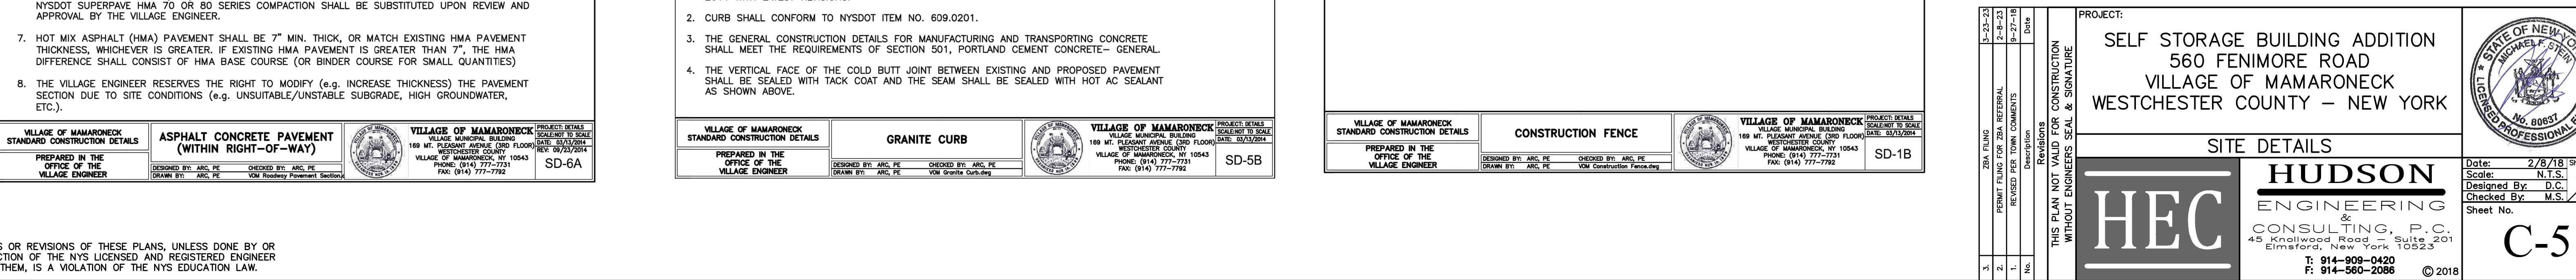 NYSDOT SUPERPAVE HMA 70 OR 80 SERIES COMPACTION SHALL BE SUBSTITUTED UPON REVIEW AND
APPROVAL BY THE VILLAGE ENGINEER.
7. HOT MIX ASPHALT (HMA) PAVEMENT SHALL BE 7" MIN. THICK, OR MATCH EXISTING HMA PAVEMENT
THICKNESS, WHICHEVER IS GREATER. IF EXISTING HMA PAVEMENT IS GREATER THAN 7", THE HMA
DIFFERENCE SHALL CONSIST OF HMA BASE COURSE (OR BINDER COURSE FOR SMALL QUANTITIES)
8. THE VILLAGE ENGINEER RESERVES THE RIGHT TO MODIFY (e.g. INCREASE THICKNESS) THE PAVEMENT
SECTION DUE TO SITE CONDITIONS (e.g. UNSUITABLE/UNSTABLE SUBGRADE, HIGH GROUNDWATER,
ETC.).
VILLAGE OF MAMARONECK
STANDARD CONSTRUCTION DETAILS
PREPARED IN THE
OFFICE OF THE
VILLAGE ENGINEER
ASPHALT CONCRETE PAVEMENT
(WITHIN RIGHT-OF-WAY)
DESIGNED BY: ARC, PE CHECKED BY: ARC, PE
DRAWN BY: ARC, PE VOM Roadway Pavement Section
VILLAGE OF MAMARONECK
VILLAGE MUNICIPAL BUILDING
169 MT. PLEASANT AVENUE (3RD FLOOR)
WESTCHESTER COUNTY
VILLAGE OF MAMARONECK, NY 10543
PHONE: (914) 777-7731
FAX: (914) 777-7792
PROJECT: DETAILS
SCALE:NOT TO SCALE
DATE: 03/13/2014
REV: 09/23/2014
SD-6A
S OR REVISIONS OF THESE PLANS, UNLESS DONE BY OR
CTION OF THE NYS LICENSED AND REGISTERED ENGINEER
THEM, IS A VIOLATION OF THE NYS EDUCATION LAW.
2. CURB SHALL CONFORM TO NYSDOT ITEM NO. 609.0201.
3. THE GENERAL CONSTRUCTION DETAILS FOR MANUFACTURING AND TRANSPORTING CONCRETE
SHALL MEET THE REQUIREMENTS OF SECTION 501, PORTLAND CEMENT CONCRETE- GENERAL.
4. THE VERTICAL FACE OF THE COLD BUTT JOINT BETWEEN EXISTING AND PROPOSED PAVEMENT
SHALL BE SEALED WITH TACK COAT AND THE SEAM SHALL BE SEALED WITH HOT AC SEALANT
AS SHOWN ABOVE.
VILLAGE OF MAMARONECK
STANDARD CONSTRUCTION DETAILS
PREPARED IN THE
OFFICE OF THE
VILLAGE ENGINEER
GRANITE CURB
DESIGNED BY: ARC, PE CHECKED BY: ARC, PE
DRAWN BY: ARC, PE VOM Granite Curb.dwg
VILLAGE OF MAMARONECK
VILLAGE MUNICIPAL BUILDING
169 MT. PLEASANT AVENUE (3RD FLOOR)
WESTCHESTER COUNTY
VILLAGE OF MAMARONECK, NY 10543
PHONE: (914) 777-7731
FAX: (914) 777-7792
PROJECT: DETAILS
SCALE:NOT TO SCALE
DATE: 03/13/2014
SD-5B
VILLAGE OF MAMARONECK
STANDARD CONSTRUCTION DETAILS
PREPARED IN THE
OFFICE OF THE
VILLAGE ENGINEER
CONSTRUCTION FENCE
DESIGNED BY: ARC, PE CHECKED BY: ARC, PE
DRAWN BY: ARC, PE VOM Construction Fence.dwg
VILLAGE OF MAMARONECK
VILLAGE MUNICIPAL BUILDING
169 MT. PLEASANT AVENUE (3RD FLOOR)
WESTCHESTER COUNTY
VILLAGE OF MAMARONECK, NY 10543
PHONE: (914) 777-7731
FAX: (914) 777-7792
PROJECT: DETAILS
SCALE:NOT TO SCALE
DATE: 03/13/2014
SD-1B
3. ZBA FILING 3-23-23
2. PERMIT FILING FOR ZBA REFERRAL 2-8-23
1. REVISED PER TOWN COMMENTS 9-27-18
No. Description Date
Revisions
THIS PLAN NOT VALID FOR CONSTRUCTION
WITHOUT ENGINEERS SEAL & SIGNATURE
PROJECT:
SELF STORAGE BUILDING ADDITION
560 FENIMORE ROAD
VILLAGE OF MAMARONECK
WESTCHESTER COUNTY – NEW YORK
SITE DETAILS
STATE OF NEW YO
MICHAEL F. STEIN
LICENSED PROFESSIONAL
No. 80637
HEC
HUDSON
ENGINEERING
&
CONSULTING, P.C.
45 Knollwood Road – Suite 201
Elmsford, New York 10523
T: 914-909-0420
F: 914-560-2086
© 2018
Date: 2/8/18
Scale: N.T.S.
Designed By: D.C.
Checked By: M.S.
Sheet No.
C-5